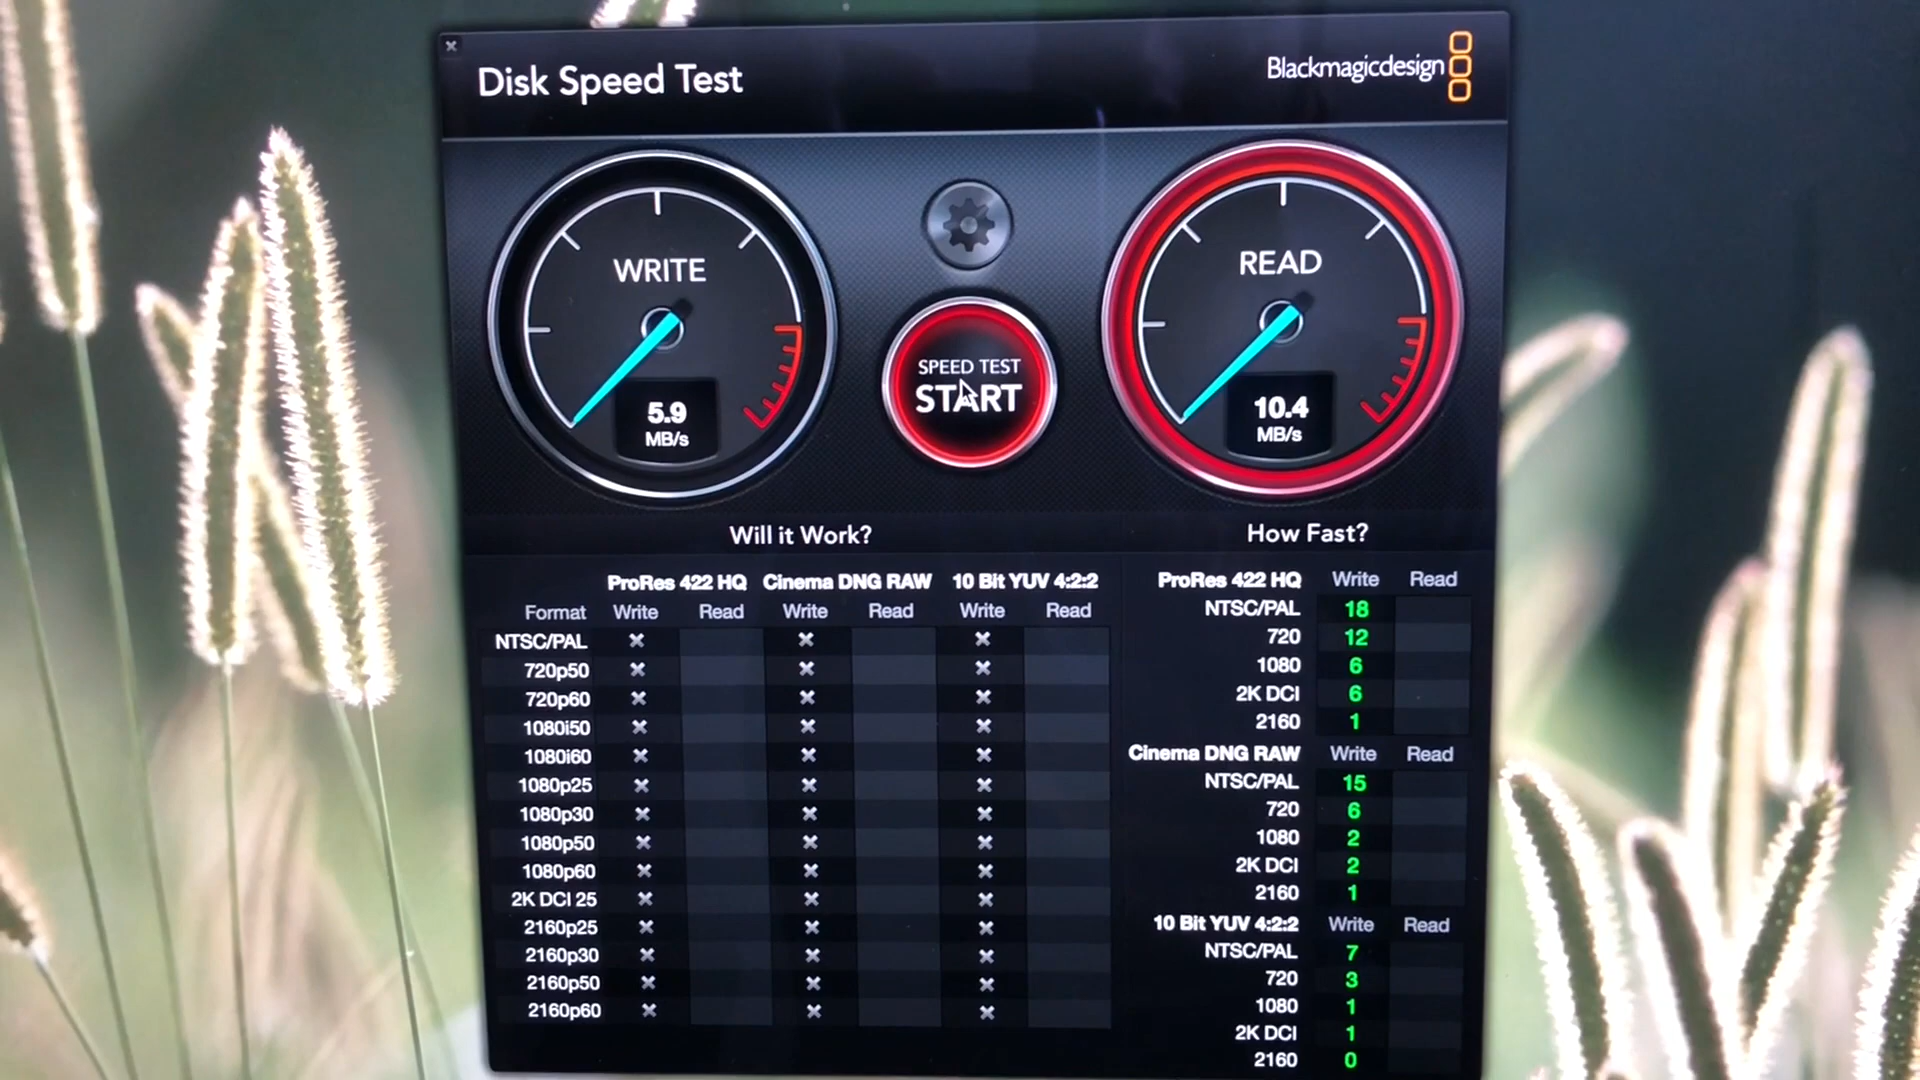 Disk Speed Test
Blackmagicdesign
WRITE
5.9
MB/s
SPEED TEST
START
READ
10.4
MB/s
Will it Work?
ProRes 422 HQ Cinema DNG RAW 10 Bit YUV 4:2:2
Format Write Read Write Read Write Read
NTSC/PAL
720p50
720p60
1080i50
1080i60
1080p25
1080p30
1080p50
1080p60
2K DCI 25
2160p25
2160p30
2160p50
2160p60
How Fast?
ProRes 422 HQ Write Read
NTSC/PAL 18
720 12
1080 6
2K DCI 6
2160 1
Cinema DNG RAW Write Read
NTSC/PAL 15
720 6
1080 2
2K DCI 2
2160 1
10 Bit YUV 4:2:2 Write Read
NTSC/PAL 7
720 3
1080 1
2K DCI 1
2160 0